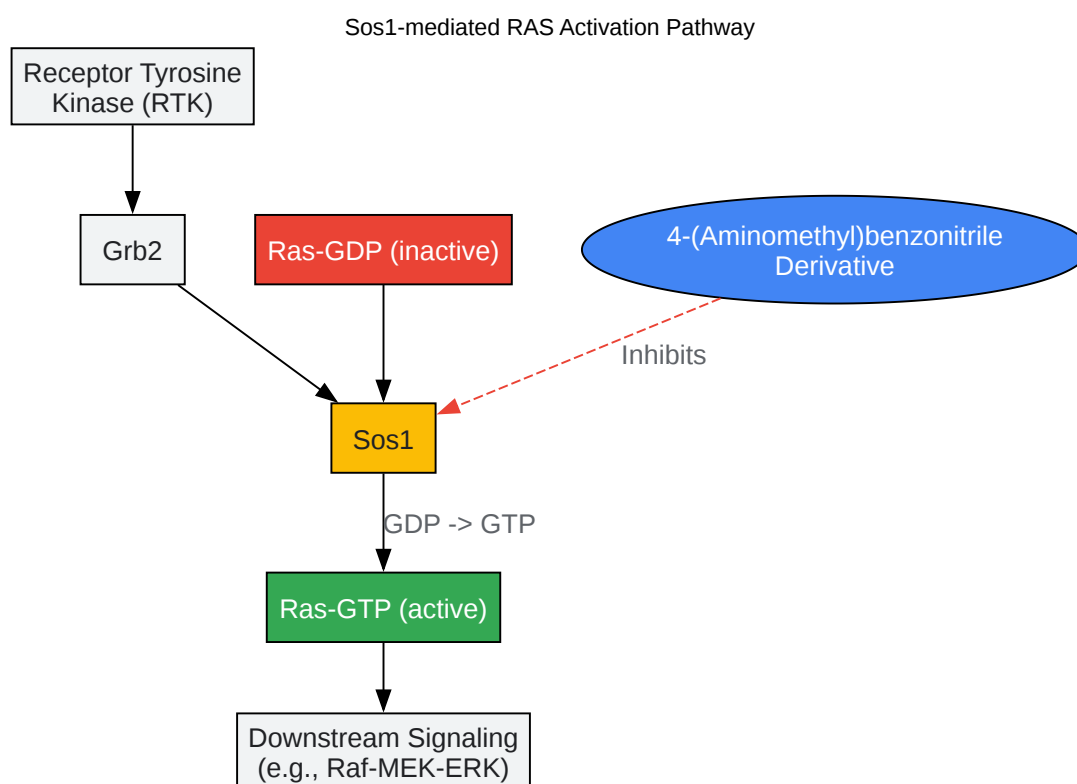 Sos1-mediated RAS Activation Pathway
Receptor Tyrosine
Kinase (RTK)
Grb2
Ras-GDP (inactive)
4-(Aminomethyl)benzonitrile
Derivative
Inhibits
Sos1
GDP -> GTP
Ras-GTP (active)
Downstream Signaling
(e.g., Raf-MEK-ERK)